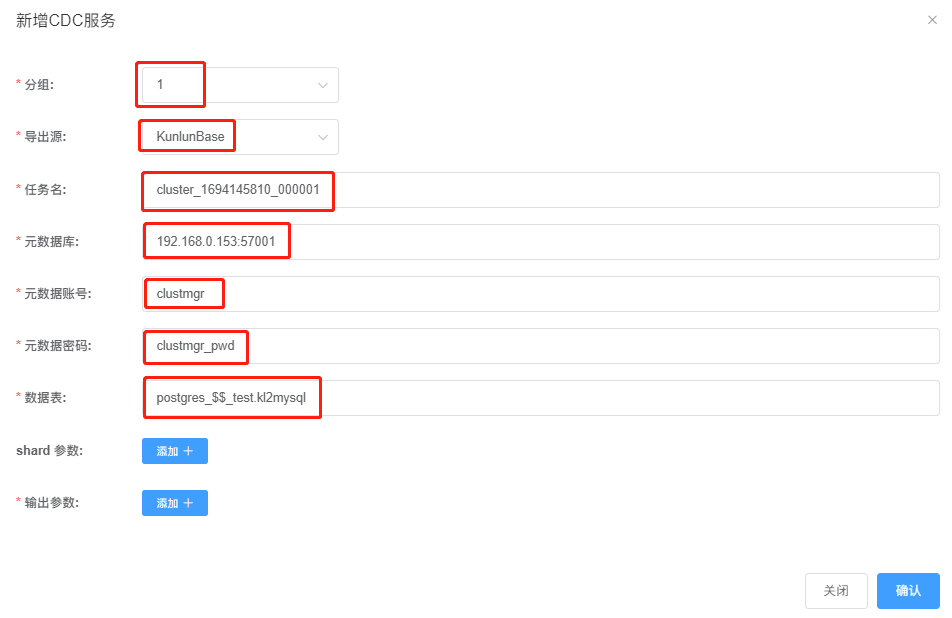 新增CDC服务
* 分组: 1
* 导出源: KunlunBase
* 任务名: cluster_1694145810_000001
* 元数据库: 192.168.0.153:57001
* 元数据账号: clustmgr
* 元数据密码: clustmgr_pwd
* 数据表: postgres_$$_test.kl2mysql
shard 参数: 添加 +
* 输出参数: 添加 +
关闭 确认